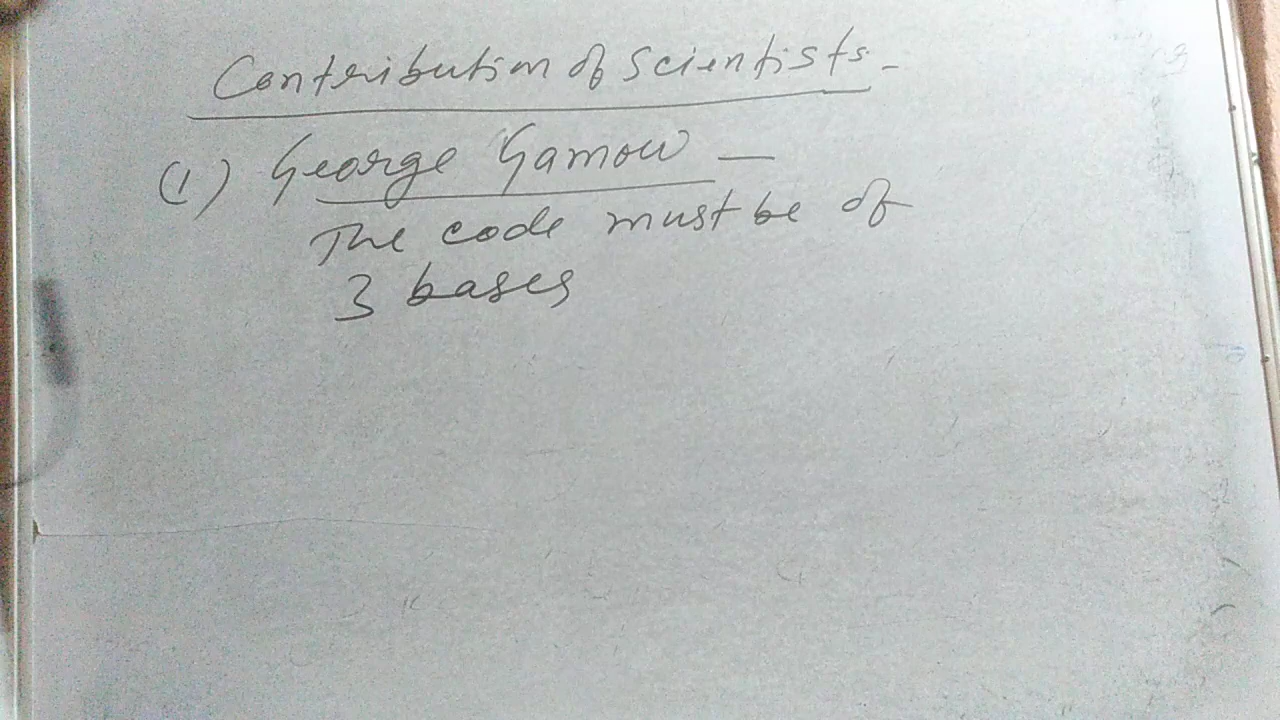 Contribution of Scientists -
(1) George Gamow —
The code must be of
3 bases